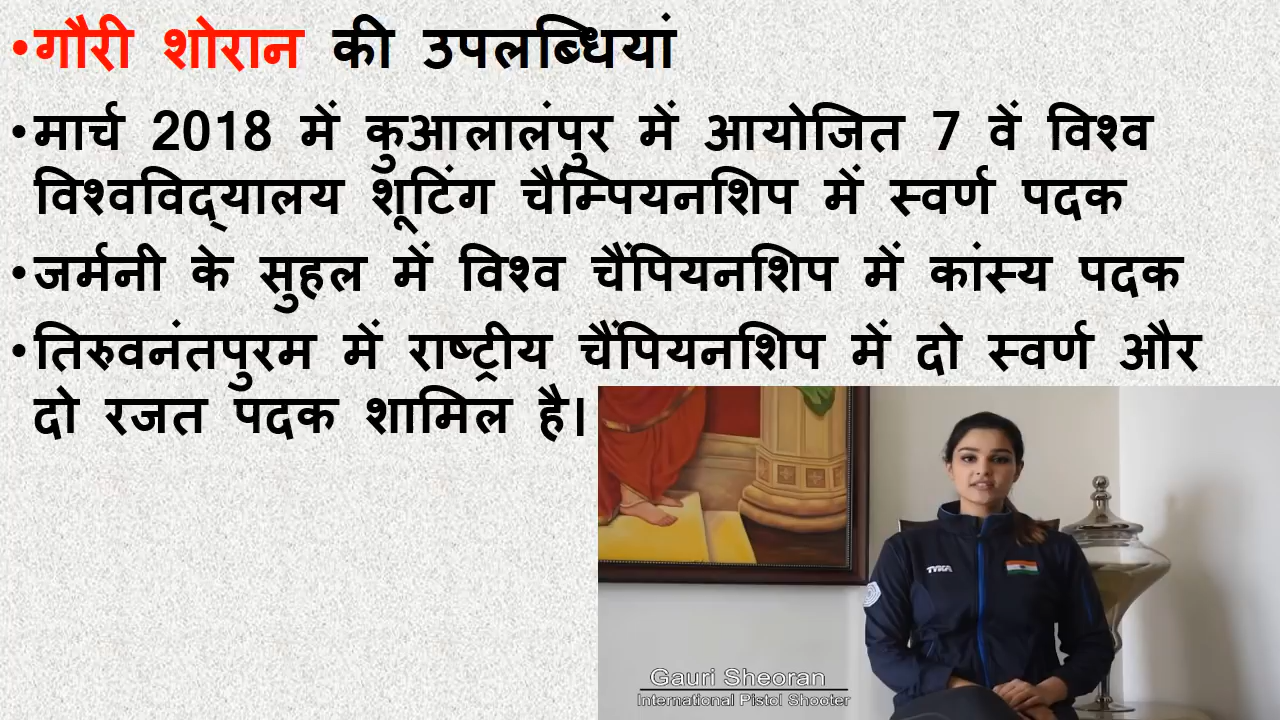 •गौरी शोरान की उपलब्धियां
•मार्च 2018 में कुआलालंपुर में आयोजित 7 वें विश्व
विश्वविद्यालय शूटिंग चैम्पियनशिप में स्वर्ण पदक
•जर्मनी के सुहल में विश्व चैंपियनशिप में कांस्य पदक
•तिरुवनंतपुरम में राष्ट्रीय चैंपियनशिप में दो स्वर्ण और
दो रजत पदक शामिल है।
TYKA
Gauri Sheoran
International Pistol Shooter